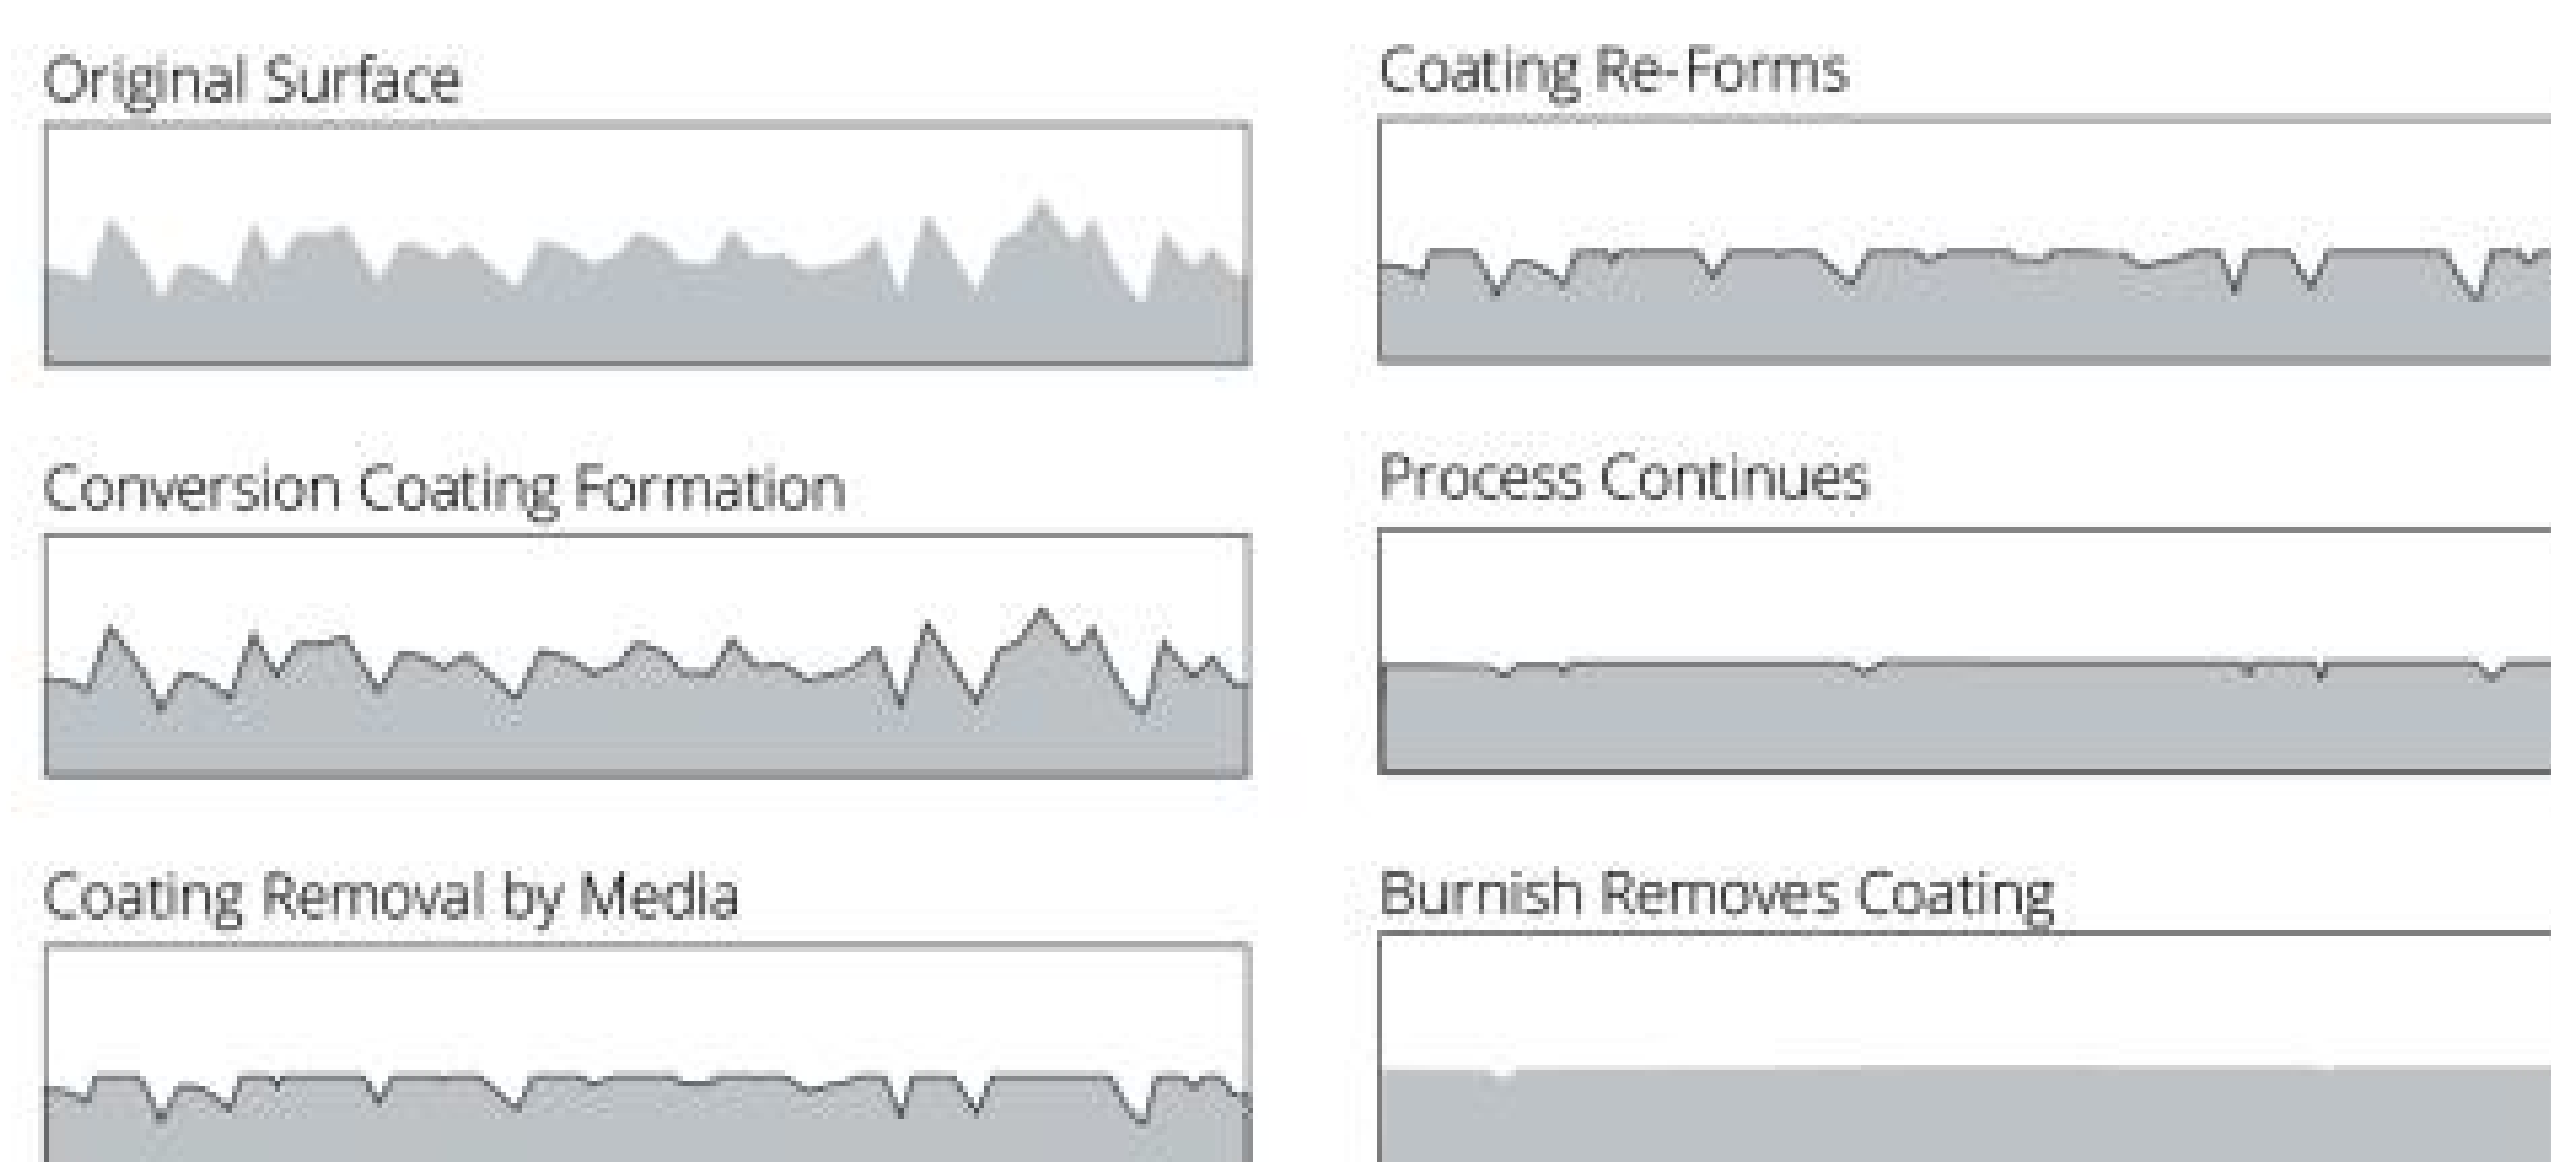 Original Surface
Conversion Coating Formation
Coating Removal by Media
Coating Re-Forms
Process Continues
Burnish Removes Coating